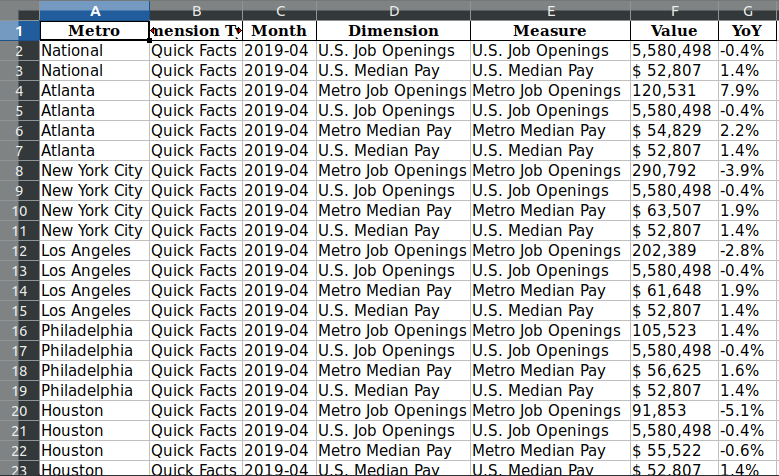 A B C D E F G
1 Metro mension T Month Dimension Measure Value YoY
2 National Quick Facts 2019-04 U.S. Job Openings U.S. Job Openings 5,580,498 -0.4%
3 National Quick Facts 2019-04 U.S. Median Pay U.S. Median Pay $ 52,807 1.4%
4 Atlanta Quick Facts 2019-04 Metro Job Openings Metro Job Openings 120,531 7.9%
5 Atlanta Quick Facts 2019-04 U.S. Job Openings U.S. Job Openings 5,580,498 -0.4%
6 Atlanta Quick Facts 2019-04 Metro Median Pay Metro Median Pay $ 54,829 2.2%
7 Atlanta Quick Facts 2019-04 U.S. Median Pay U.S. Median Pay $ 52,807 1.4%
8 New York City Quick Facts 2019-04 Metro Job Openings Metro Job Openings 290,792 -3.9%
9 New York City Quick Facts 2019-04 U.S. Job Openings U.S. Job Openings 5,580,498 -0.4%
10 New York City Quick Facts 2019-04 Metro Median Pay Metro Median Pay $ 63,507 1.9%
11 New York City Quick Facts 2019-04 U.S. Median Pay U.S. Median Pay $ 52,807 1.4%
12 Los Angeles Quick Facts 2019-04 Metro Job Openings Metro Job Openings 202,389 -2.8%
13 Los Angeles Quick Facts 2019-04 U.S. Job Openings U.S. Job Openings 5,580,498 -0.4%
14 Los Angeles Quick Facts 2019-04 Metro Median Pay Metro Median Pay $ 61,648 1.9%
15 Los Angeles Quick Facts 2019-04 U.S. Median Pay U.S. Median Pay $ 52,807 1.4%
16 Philadelphia Quick Facts 2019-04 Metro Job Openings Metro Job Openings 105,523 1.4%
17 Philadelphia Quick Facts 2019-04 U.S. Job Openings U.S. Job Openings 5,580,498 -0.4%
18 Philadelphia Quick Facts 2019-04 Metro Median Pay Metro Median Pay $ 56,625 1.6%
19 Philadelphia Quick Facts 2019-04 U.S. Median Pay U.S. Median Pay $ 52,807 1.4%
20 Houston Quick Facts 2019-04 Metro Job Openings Metro Job Openings 91,853 -5.1%
21 Houston Quick Facts 2019-04 U.S. Job Openings U.S. Job Openings 5,580,498 -0.4%
22 Houston Quick Facts 2019-04 Metro Median Pay Metro Median Pay $ 55,522 -0.6%
23 Houston Quick Facts 2019-04 U.S. Median Pay U.S. Median Pay $ 52,807 1.4%